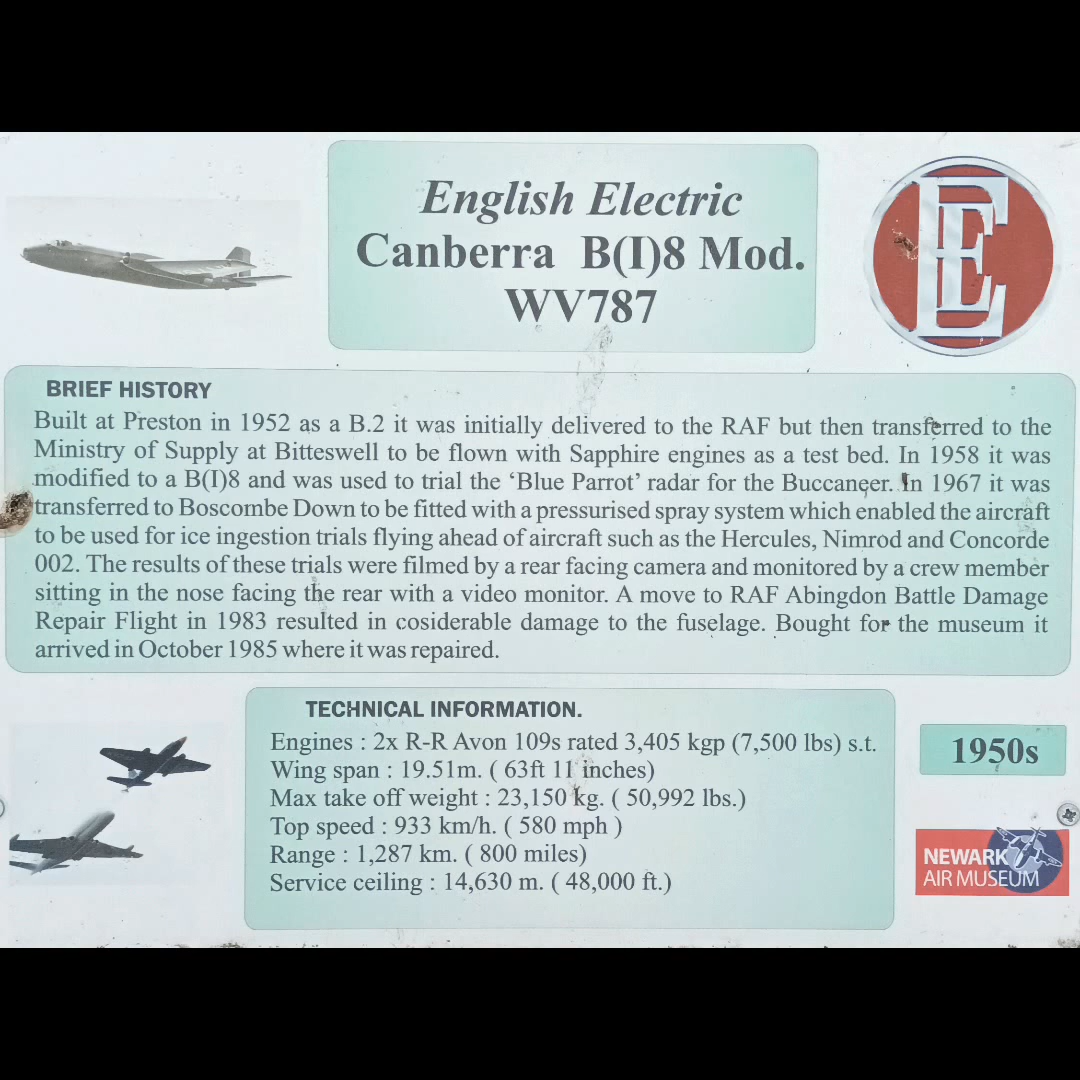 English Electric
Canberra B(I)8 Mod.
WV787
E
E
BRIEF HISTORY
Built at Preston in 1952 as a B.2 it was initially delivered to the RAF but then transferred to the
Ministry of Supply at Bitteswell to be flown with Sapphire engines as a test bed. In 1958 it was
modified to a B(I)8 and was used to trial the ‘Blue Parrot’ radar for the Buccaneer. In 1967 it was
transferred to Boscombe Down to be fitted with a pressurised spray system which enabled the aircraft
to be used for ice ingestion trials flying ahead of aircraft such as the Hercules, Nimrod and Concorde
002. The results of these trials were filmed by a rear facing camera and monitored by a crew member
sitting in the nose facing the rear with a video monitor. A move to RAF Abingdon Battle Damage
Repair Flight in 1983 resulted in cosiderable damage to the fuselage. Bought for the museum it
arrived in October 1985 where it was repaired.
TECHNICAL INFORMATION.
Engines : 2x R-R Avon 109s rated 3,405 kgp (7,500 lbs) s.t.
Wing span : 19.51m. ( 63ft 11 inches)
Max take off weight : 23,150 kg. ( 50,992 lbs.)
Top speed : 933 km/h. ( 580 mph )
Range : 1,287 km. ( 800 miles)
Service ceiling : 14,630 m. ( 48,000 ft.)
1950s
NEWARK
AIR MUSEUM